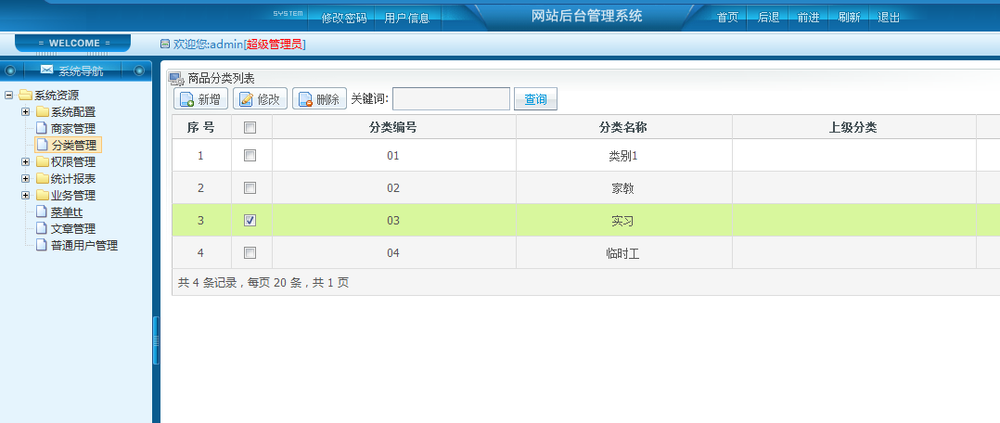 SYSTEM 修改密码 用户信息 网站后台管理系统 首页 后退 前进 刷新 退出
= WELCOME = 欢迎您:admin[超级管理员]
系统导航
系统资源
系统配置
商家管理
分类管理
权限管理
统计报表
业务管理
菜单tt
文章管理
普通用户管理
商品分类列表
新增 修改 删除 关键词: 查询
序 号 分类编号 分类名称 上级分类
1 01 类别1
2 02 家教
3 03 实习
4 04 临时工
共 4 条记录，每页 20 条，共 1 页